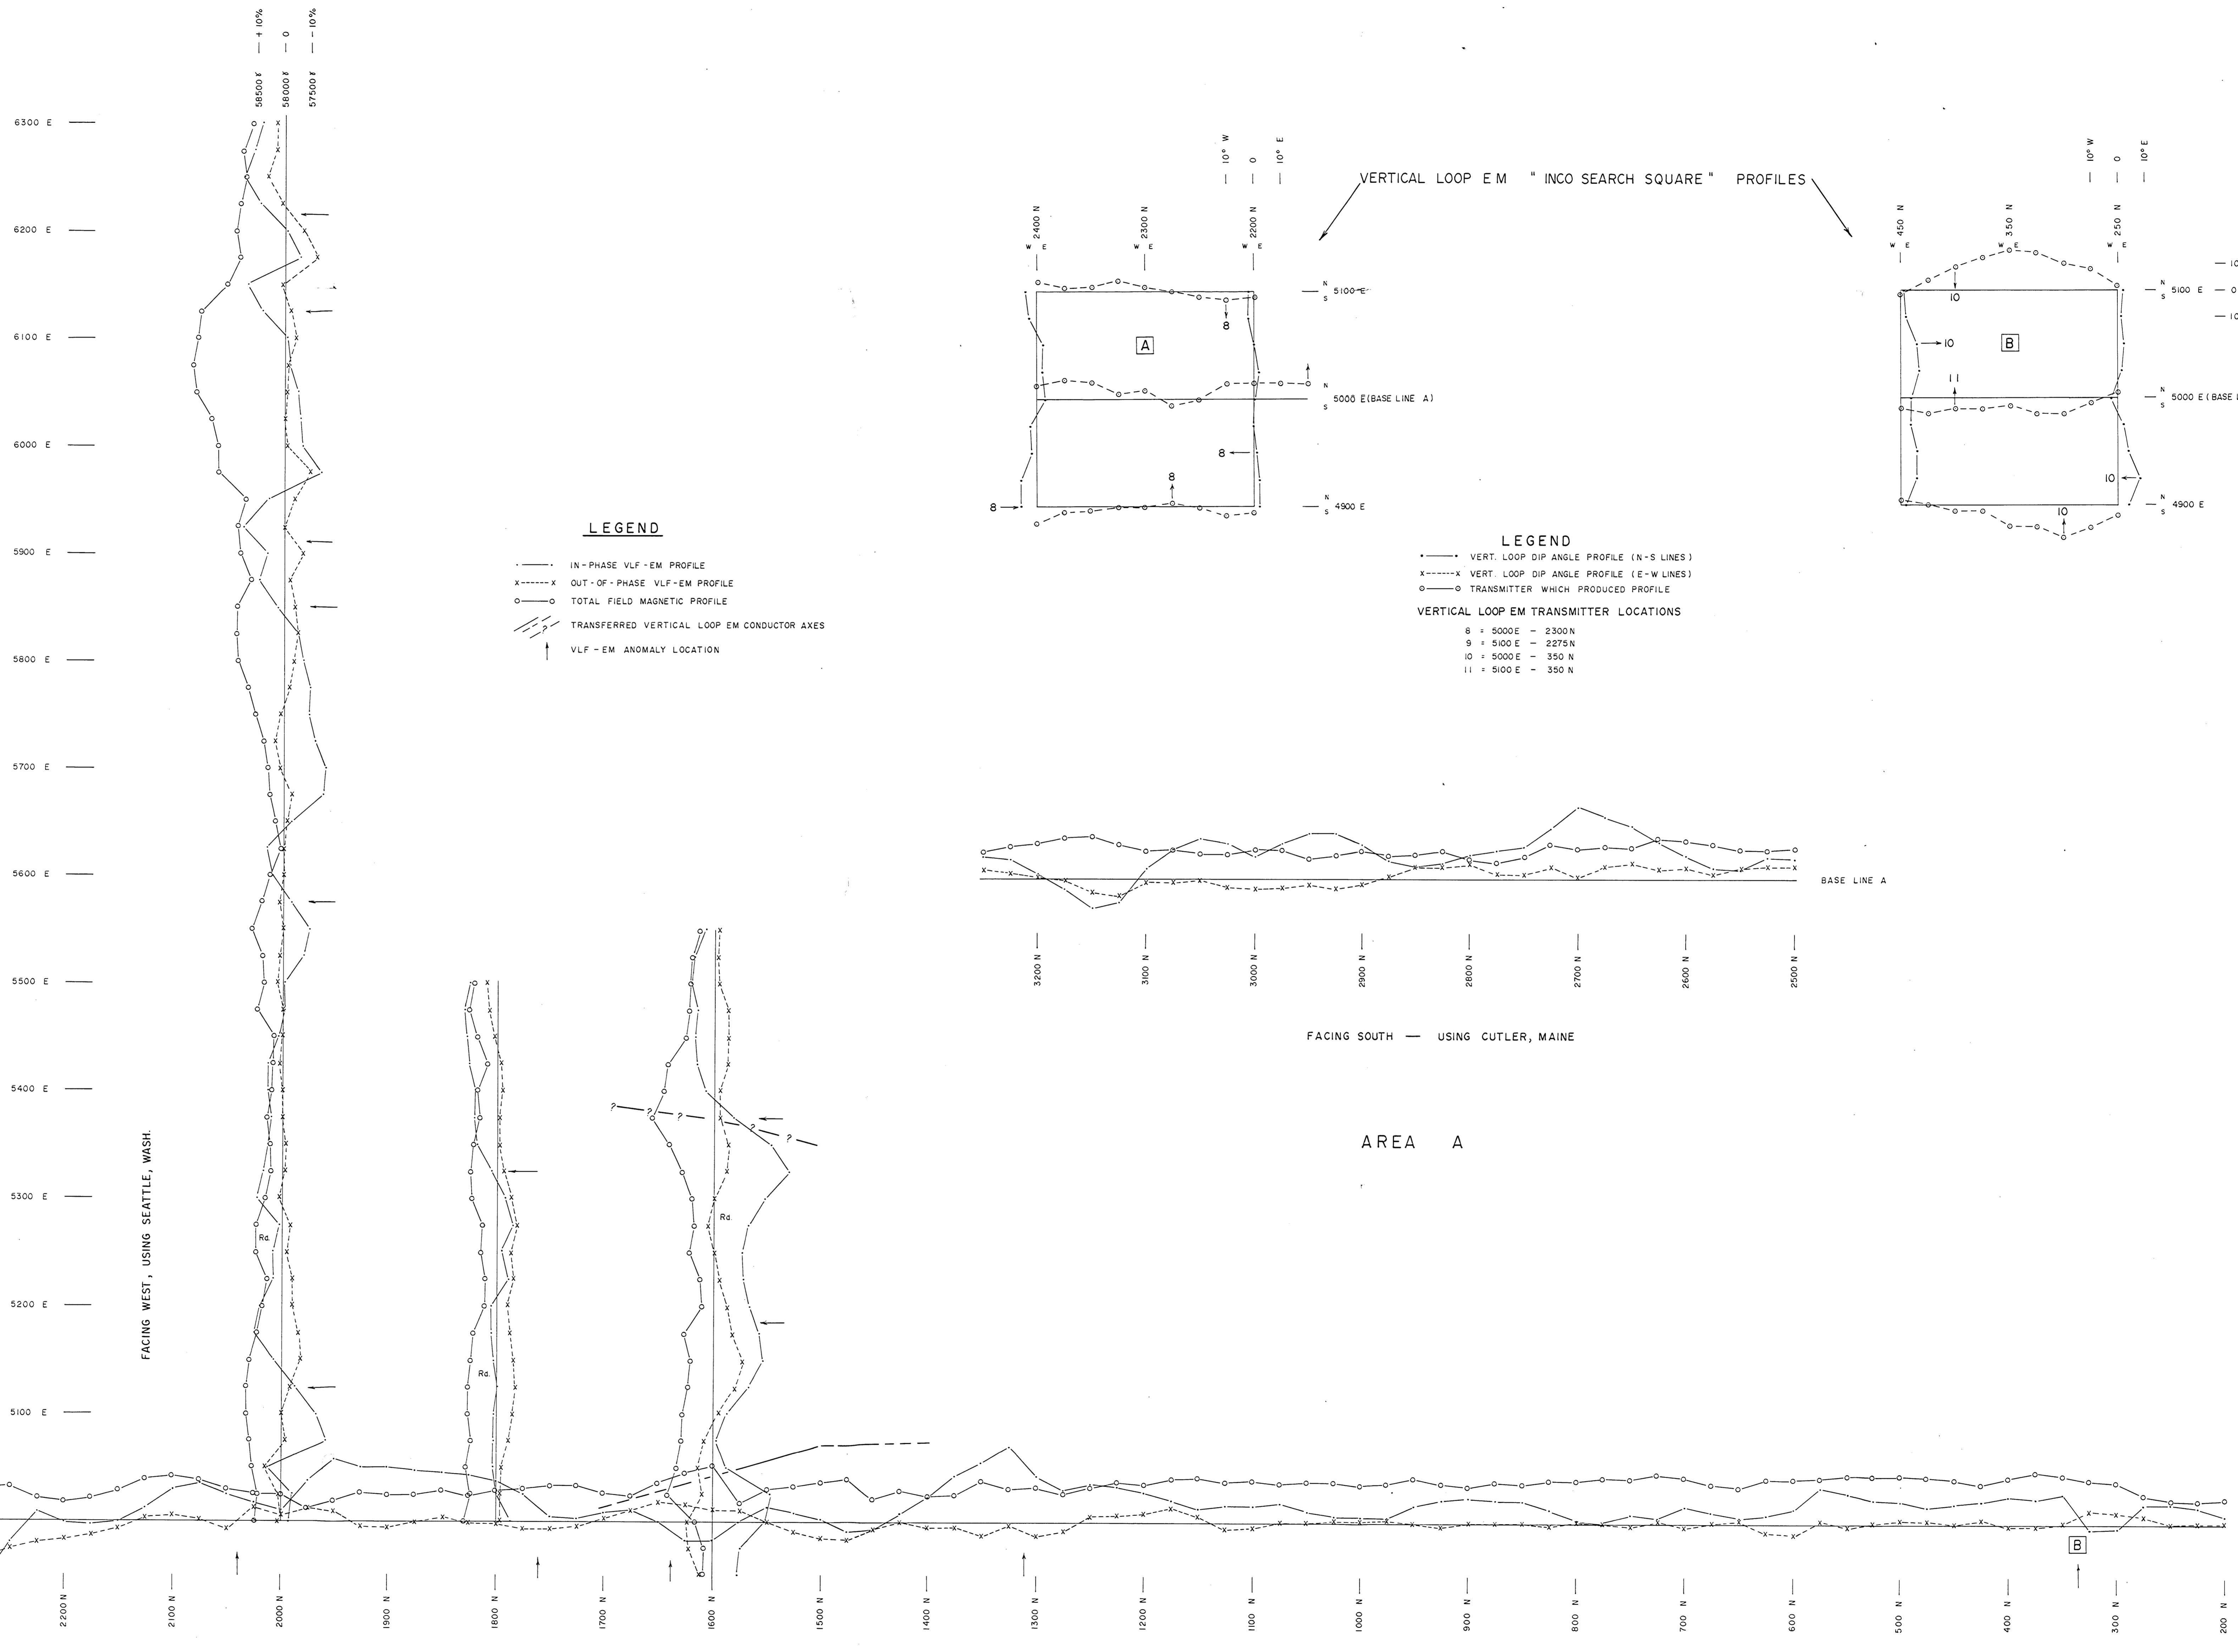 58500 ४ — + 10%
58000 ४ — 0
57500 ४ — - 10%
6300 E
6200 E
6100 E
6000 E
5900 E
5800 E
5700 E
5600 E
5500 E
5400 E
5300 E
5200 E
5100 E
FACING WEST, USING SEATTLE, WASH.
Rd.
Rd.
Rd.
? ? ? ? ?
LEGEND
IN-PHASE VLF-EM PROFILE
OUT-OF-PHASE VLF-EM PROFILE
TOTAL FIELD MAGNETIC PROFILE
? TRANSFERRED VERTICAL LOOP EM CONDUCTOR AXES
VLF-EM ANOMALY LOCATION
VERTICAL LOOP EM "INCO SEARCH SQUARE" PROFILES
10° W
0
10° E
2400 N
2300 N
2200 N
W E
W E
N
S
5100 E
8
A
N
S
5000 E (BASE LINE A)
8
8
8
N
S
4900 E
10° W
0
10° E
450 N
350 N
250 N
W E
W E
W E
N
S
5100 E
— 10
— 0
— 10
10
B
10
11
N
S
5000 E (BASE L
10
10
N
S
4900 E
LEGEND
VERT. LOOP DIP ANGLE PROFILE (N-S LINES)
VERT. LOOP DIP ANGLE PROFILE (E-W LINES)
TRANSMITTER WHICH PRODUCED PROFILE
VERTICAL LOOP EM TRANSMITTER LOCATIONS
8 = 5000 E — 2300 N
9 = 5100 E — 2275 N
10 = 5000 E — 350 N
11 = 5100 E — 350 N
BASE LINE A
3200 N
3100 N
3000 N
2900 N
2800 N
2700 N
2600 N
2500 N
FACING SOUTH — USING CUTLER, MAINE
AREA A
B
2200 N
2100 N
2000 N
1900 N
1800 N
1700 N
1600 N
1500 N
1400 N
1300 N
1200 N
1100 N
1000 N
900 N
800 N
700 N
600 N
500 N
400 N
300 N
200 N